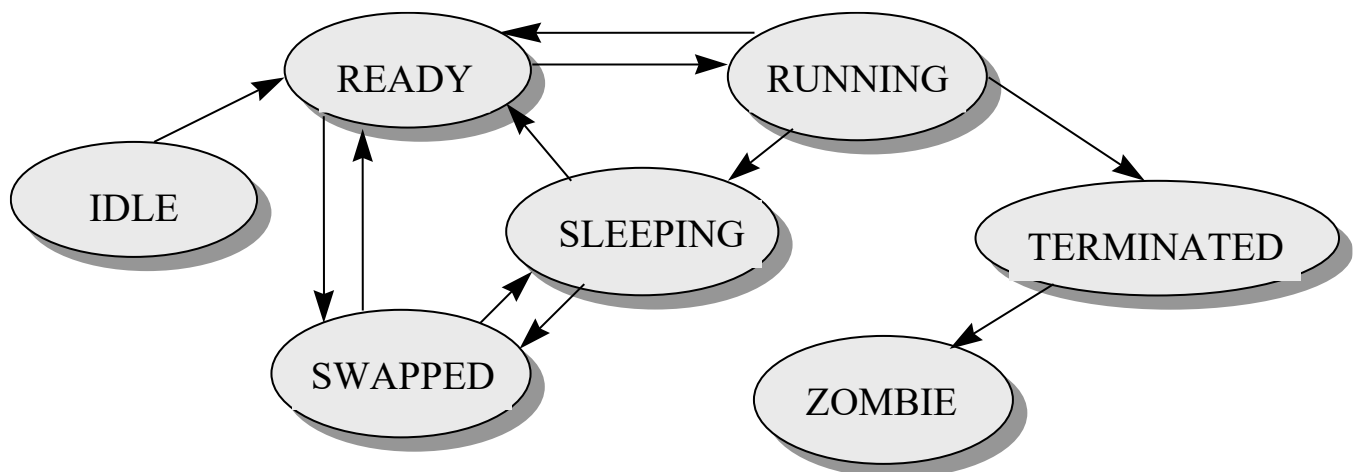 READY
RUNNING
IDLE
SLEEPING
TERMINATED
SWAPPED
ZOMBIE